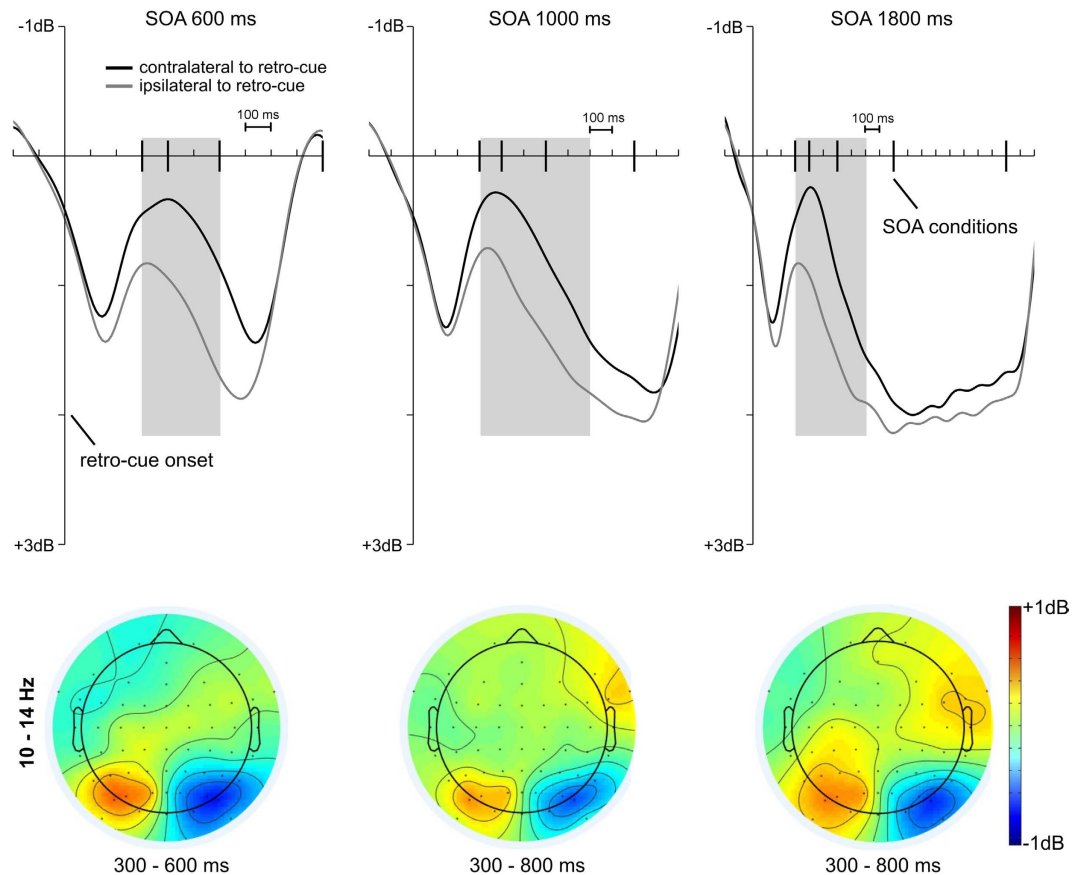 SOA 600 ms
SOA 1000 ms
SOA 1800 ms
-1dB
-1dB
contralateral to retro-cue
ipsilateral to retro-cue
100 ms
100 ms
100 ms
SOA conditions
retro-cue onset
+3dB
+3dB
+3dB
10 - 14 Hz
+1dB
-1dB
300 - 600 ms
300 - 800 ms
300 - 800 ms